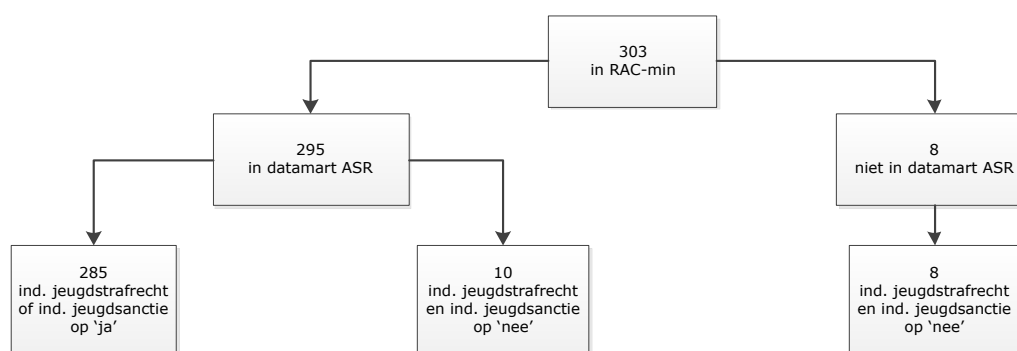 303
in RAC-min
295
in datamart ASR
8
niet in datamart ASR
285
ind. jeugdstrafrecht
of ind. jeugdsanctie
op ‘ja’
10
ind. jeugdstrafrecht
en ind. jeugdsanctie
op ‘nee’
8
ind. jeugdstrafrecht
en ind. jeugdsanctie
op ‘nee’